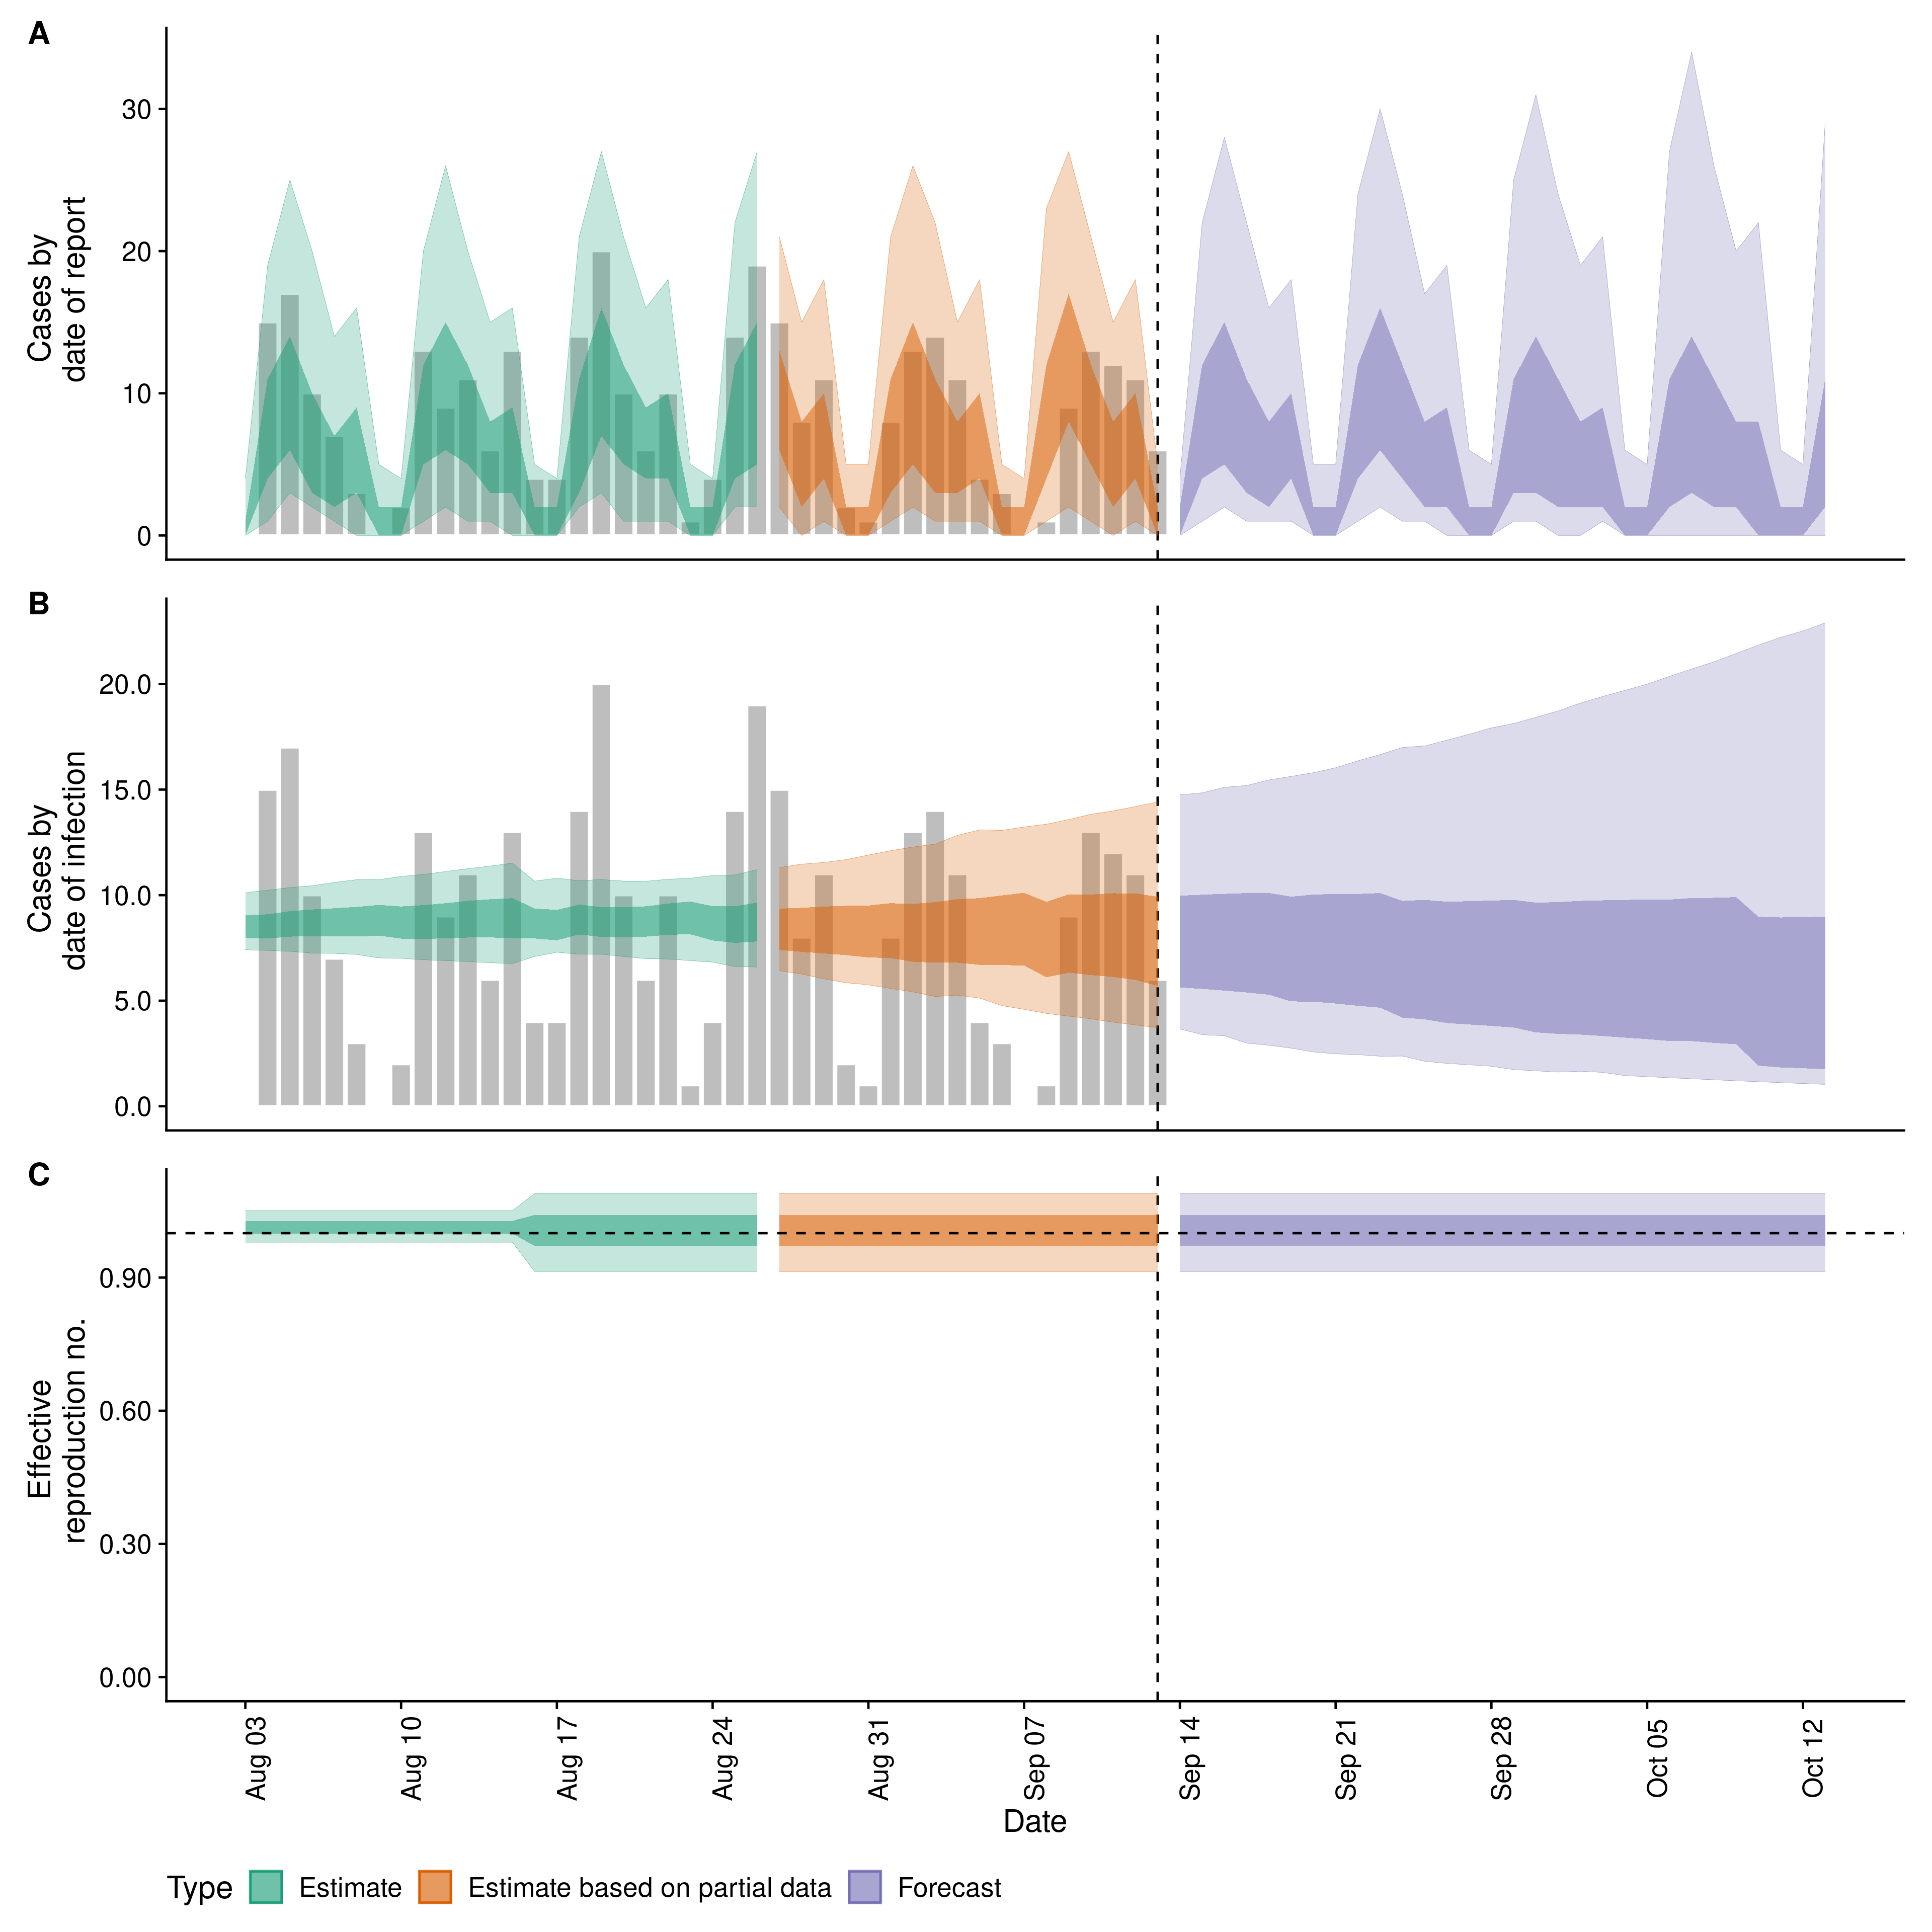 A
Cases by
date of report
30
20
10
0
B
Cases by
date of infection
20.0
15.0
10.0
5.0
0.0
C
Effective
reproduction no.
0.90
0.60
0.30
0.00
Aug 03
Aug 10
Aug 17
Aug 24
Aug 31
Sep 07
Sep 14
Sep 21
Sep 28
Oct 05
Oct 12
Date
Type Estimate Estimate based on partial data Forecast